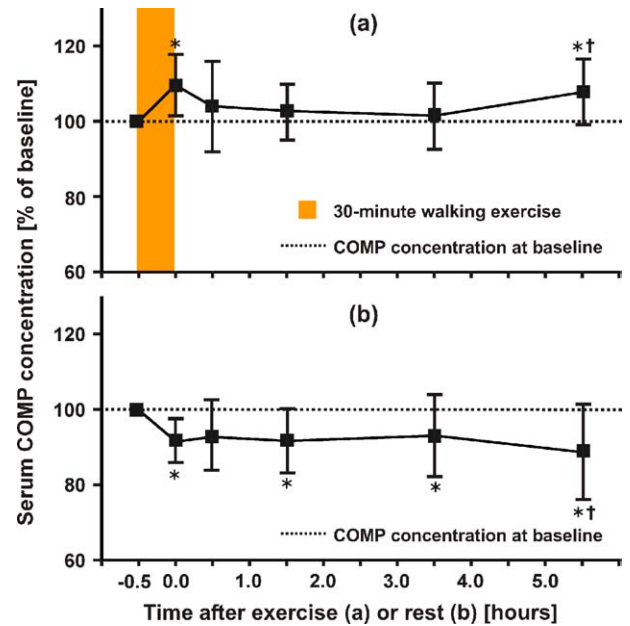 (a)
120
*
*†
100
80
60
30-minute walking exercise
COMP concentration at baseline
Serum COMP concentration [% of baseline]
(b)
120
100
80
60
*
*
*
*†
COMP concentration at baseline
-0.5 0.0 1.0 2.0 3.0 4.0 5.0
Time after exercise (a) or rest (b) [hours]